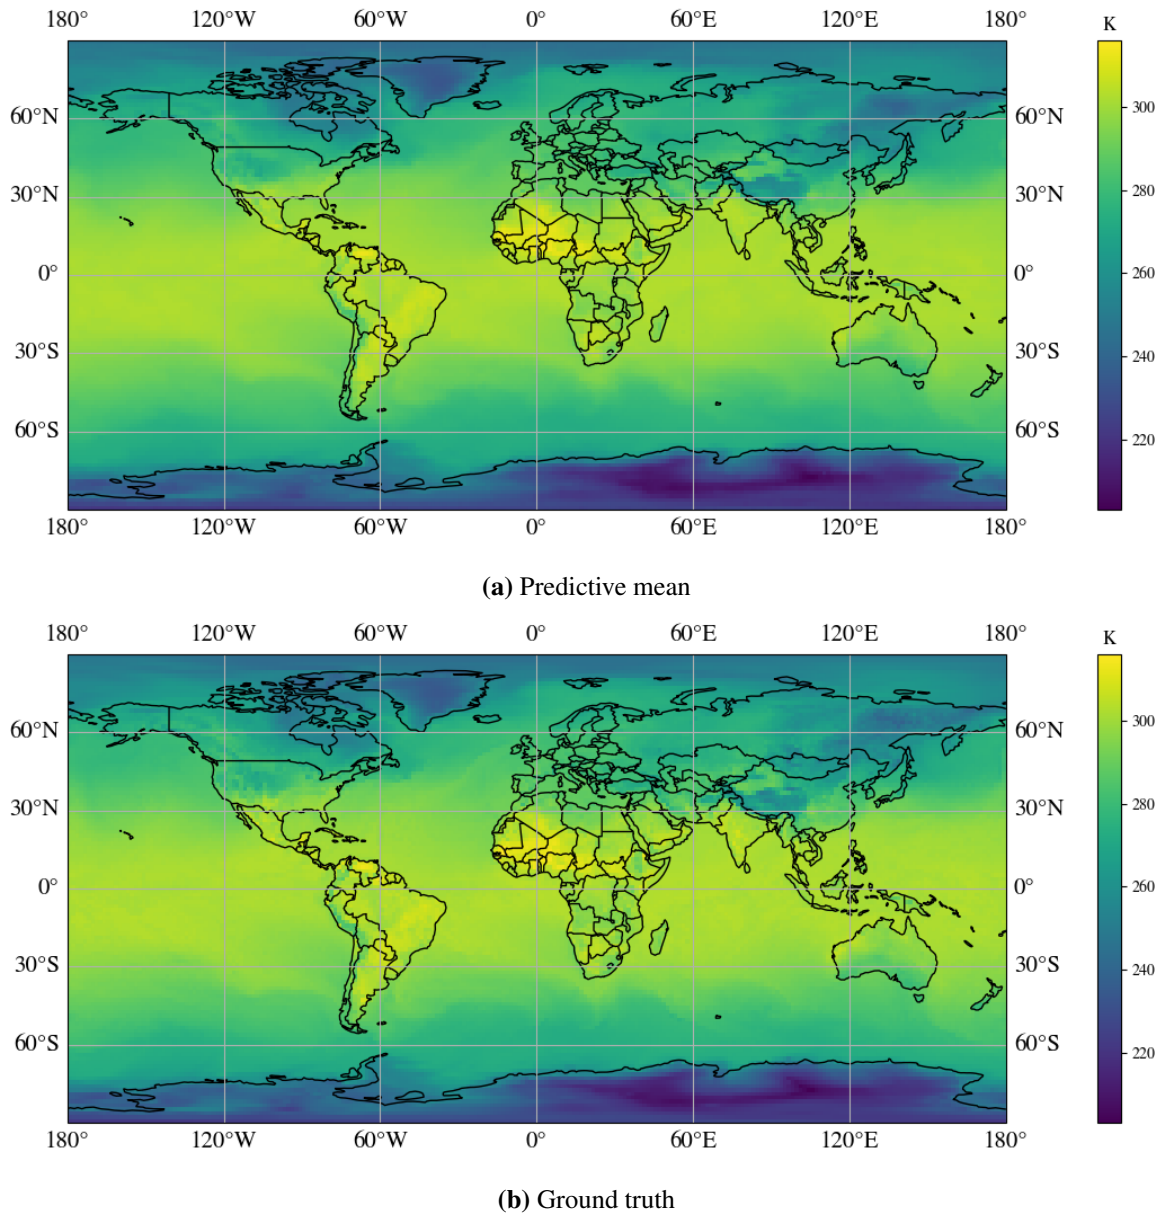 180° 120°W 60°W 0° 60°E 120°E 180° K
60°N 60°N 300
30°N 30°N 280
0° 0° 260
30°S 30°S 240
60°S 60°S 220
180° 120°W 60°W 0° 60°E 120°E 180°
(a) Predictive mean
180° 120°W 60°W 0° 60°E 120°E 180° K
60°N 60°N 300
30°N 30°N 280
0° 0° 260
30°S 30°S 240
60°S 60°S 220
180° 120°W 60°W 0° 60°E 120°E 180°
(b) Ground truth